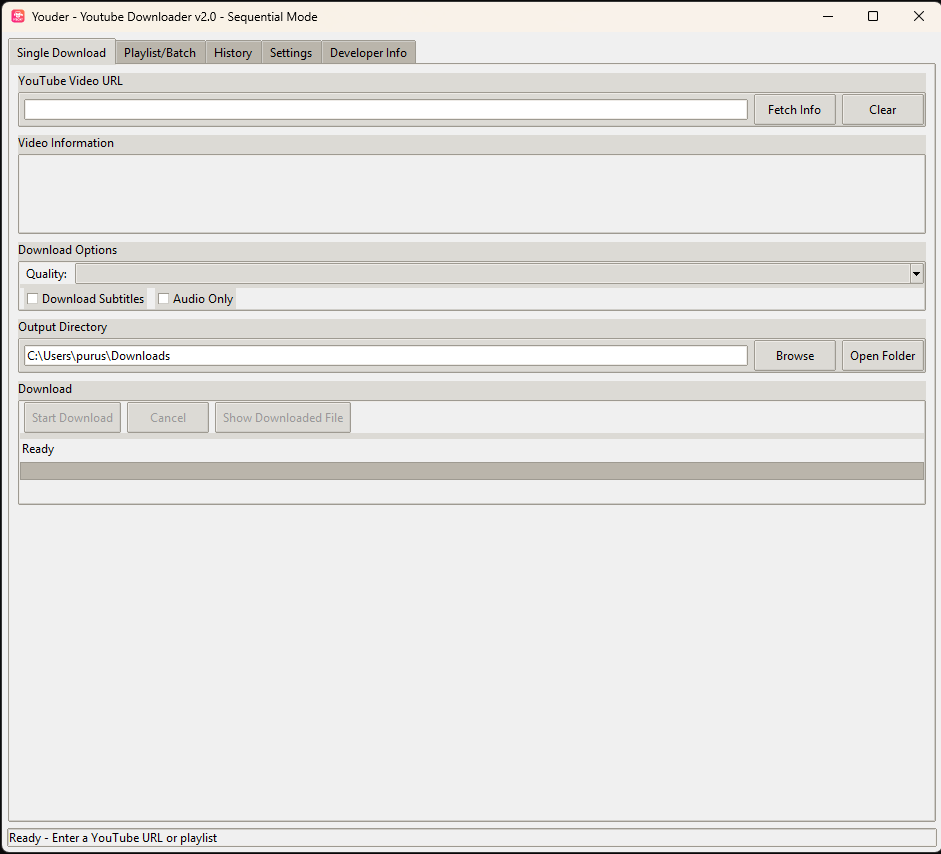 Youder - Youtube Downloader v2.0 - Sequential Mode
Single Download Playlist/Batch History Settings Developer Info
YouTube Video URL
Fetch Info Clear
Video Information
Download Options
Quality:
Download Subtitles Audio Only
Output Directory
C:\Users\purus\Downloads Browse Open Folder
Download
Start Download Cancel Show Downloaded File
Ready
Ready - Enter a YouTube URL or playlist